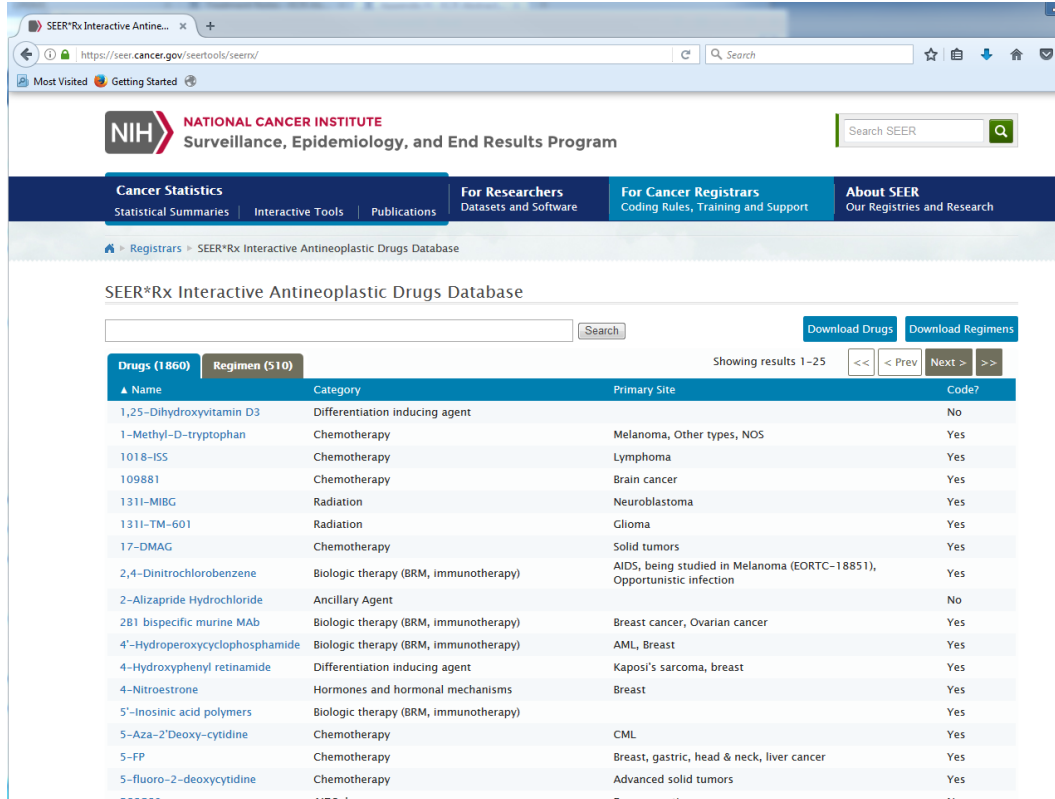 SEER*Rx Interactive Antine... × +
https://seer.cancer.gov/seertools/seerrx/ Search
Most Visited Getting Started
NIH NATIONAL CANCER INSTITUTE
Surveillance, Epidemiology, and End Results Program
Search SEER
Cancer Statistics For Researchers For Cancer Registrars About SEER
Statistical Summaries | Interactive Tools | Publications Datasets and Software Coding Rules, Training and Support Our Registries and Research
Registrars SEER*Rx Interactive Antineoplastic Drugs Database
SEER*Rx Interactive Antineoplastic Drugs Database
Search Download Drugs Download Regimens
Drugs (1860) Regimen (510) Showing results 1-25 << < Prev Next > >>
▲ Name Category Primary Site Code?
1,25-Dihydroxyvitamin D3 Differentiation inducing agent No
1-Methyl-D-tryptophan Chemotherapy Melanoma, Other types, NOS Yes
1018-ISS Chemotherapy Lymphoma Yes
109881 Chemotherapy Brain cancer Yes
131I-MIBG Radiation Neuroblastoma Yes
131I-TM-601 Radiation Glioma Yes
17-DMAG Chemotherapy Solid tumors Yes
2,4-Dinitrochlorobenzene Biologic therapy (BRM, immunotherapy) AIDS, being studied in Melanoma (EORTC-18851), Yes
Opportunistic infection
2-Alizapride Hydrochloride Ancillary Agent No
2B1 bispecific murine MAb Biologic therapy (BRM, immunotherapy) Breast cancer, Ovarian cancer Yes
4'-Hydroperoxycyclophosphamide Biologic therapy (BRM, immunotherapy) AML, Breast Yes
4-Hydroxyphenyl retinamide Differentiation inducing agent Kaposi's sarcoma, breast Yes
4-Nitroestrone Hormones and hormonal mechanisms Breast Yes
5'-Inosinic acid polymers Biologic therapy (BRM, immunotherapy) Yes
5-Aza-2'Deoxy-cytidine Chemotherapy CML Yes
5-FP Chemotherapy Breast, gastric, head & neck, liver cancer Yes
5-fluoro-2-deoxycytidine Chemotherapy Advanced solid tumors Yes